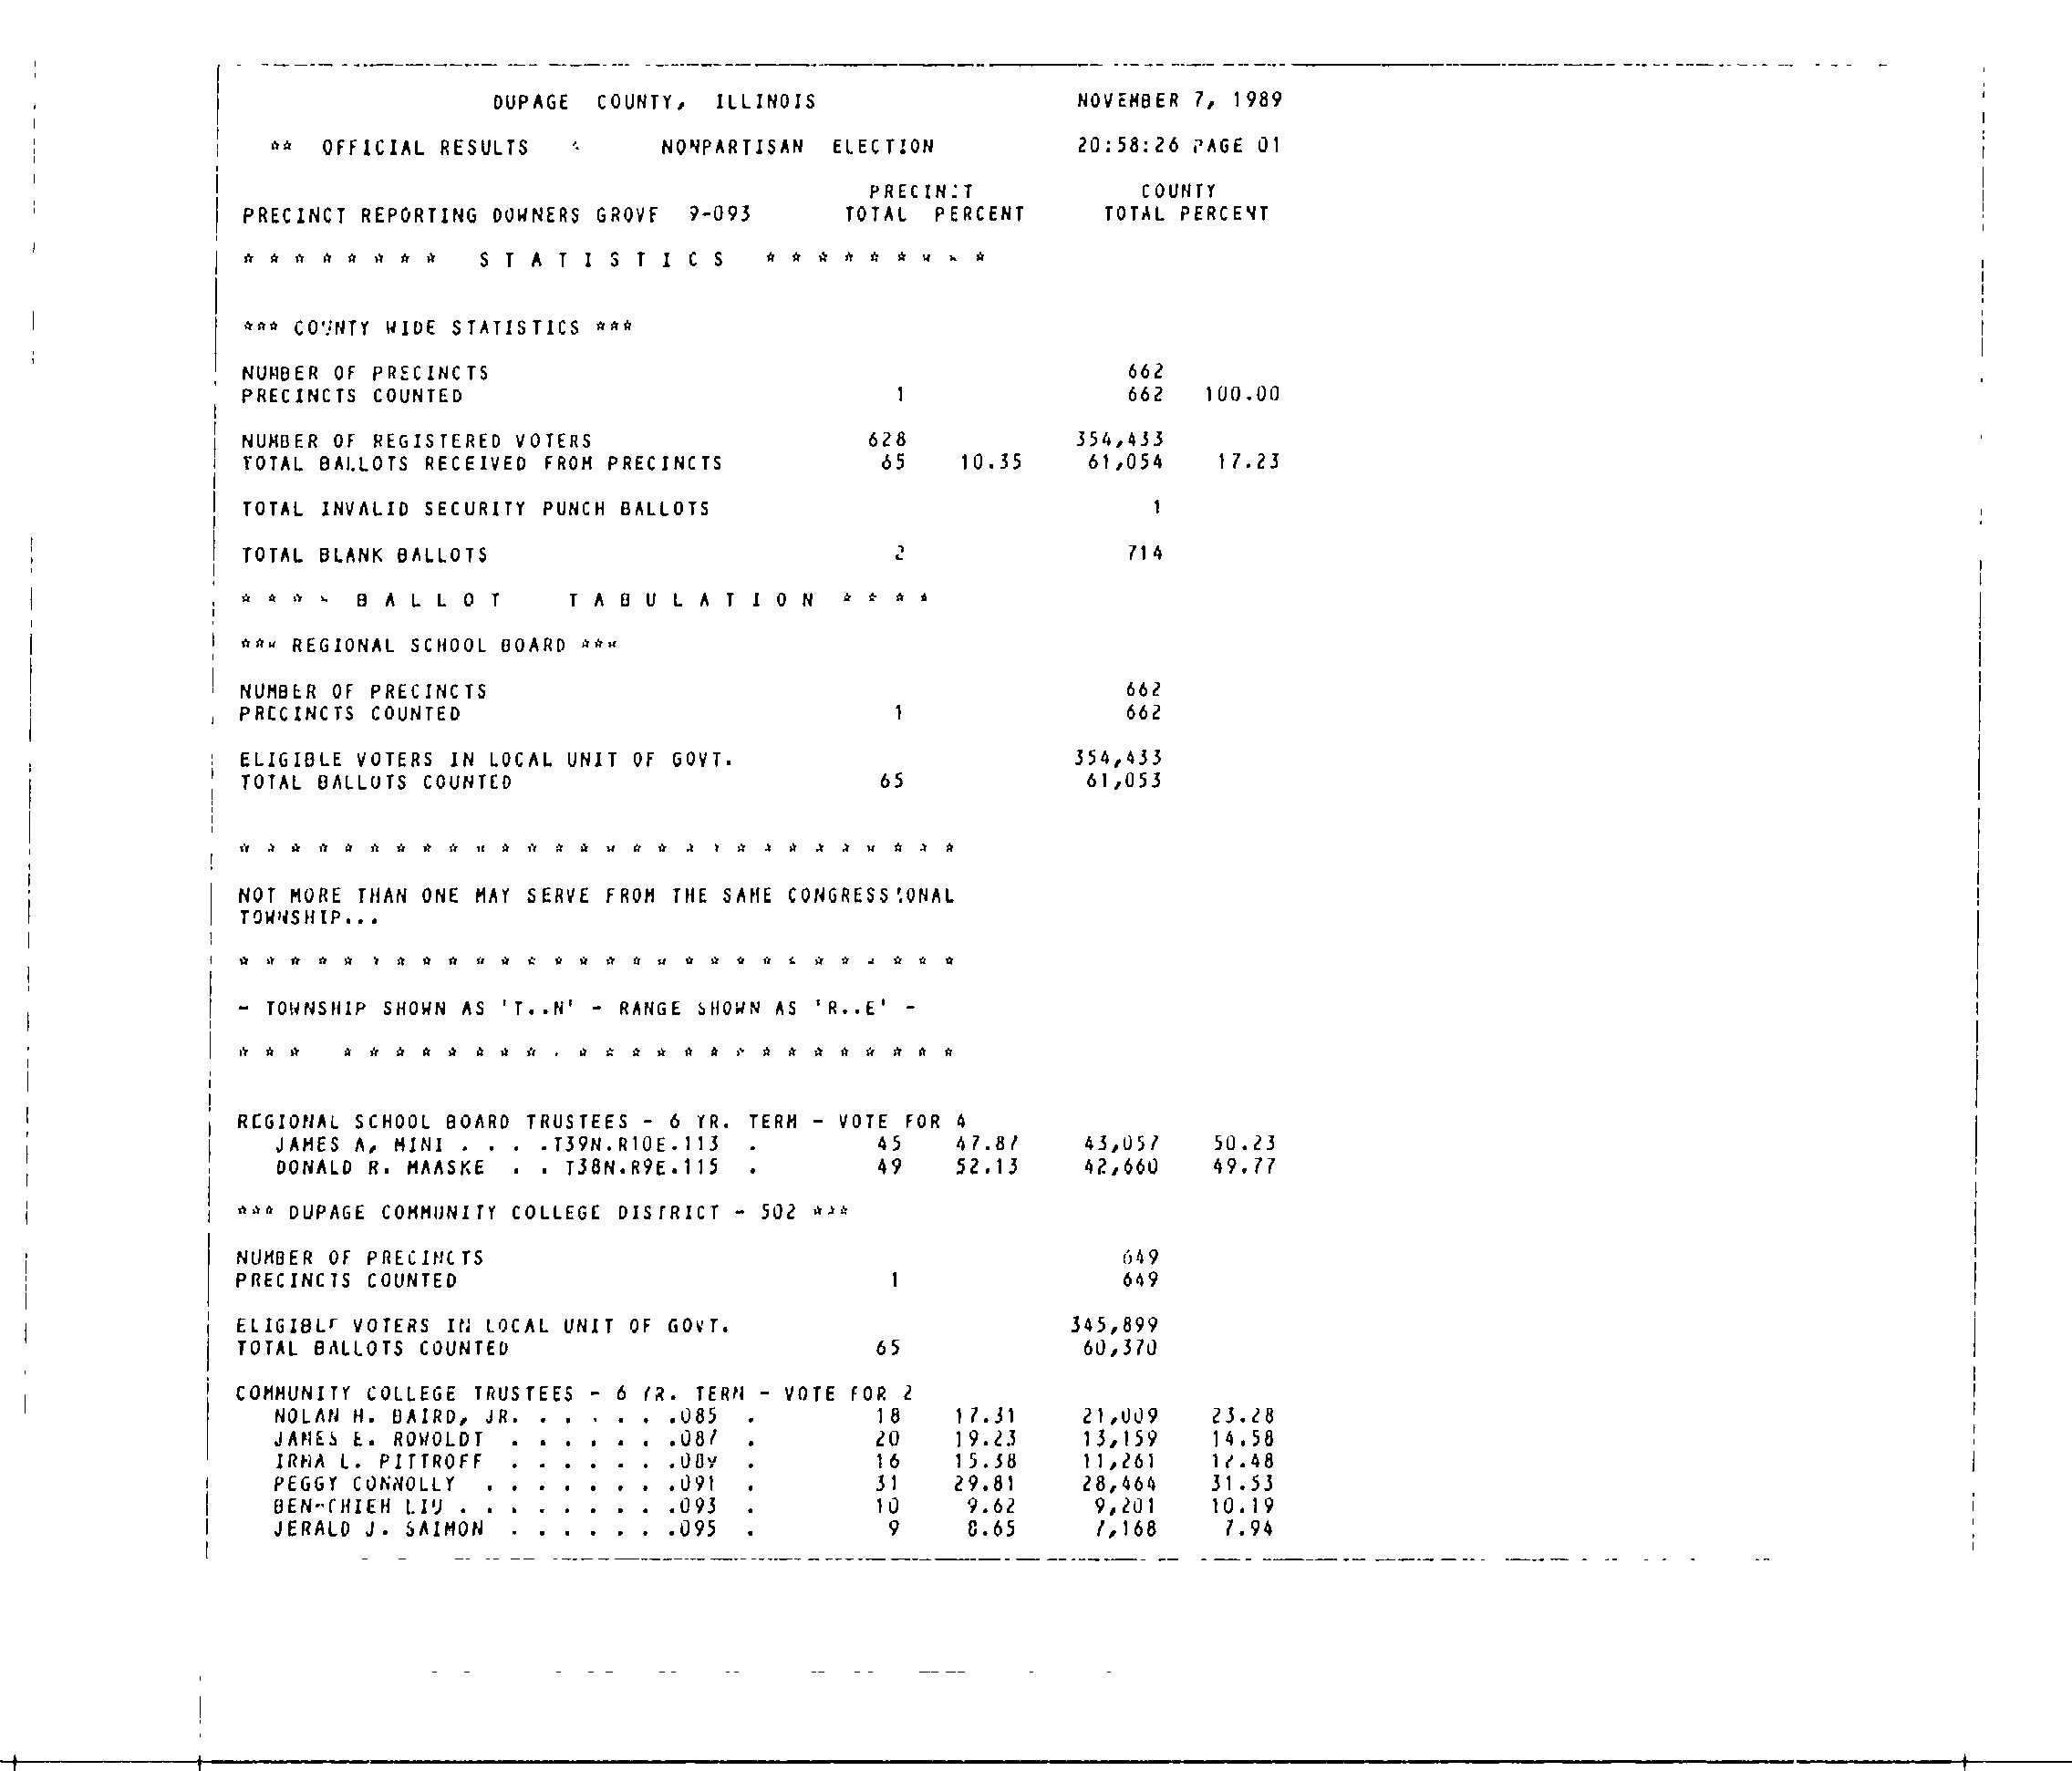 DUPAGE COUNTY, ILLINOIS NOVEMBER 7, 1989
** OFFICIAL RESULTS * NONPARTISAN ELECTION 20:58:26 PAGE 01
PRECINCT COUNTY
PRECINCT REPORTING DOWNERS GROVE 9-093 TOTAL PERCENT TOTAL PERCENT
* * * * * * * * S T A T I S T I C S * * * * * * * * *
*** COUNTY WIDE STATISTICS ***
NUMBER OF PRECINCTS 662
PRECINCTS COUNTED 1 662 100.00
NUMBER OF REGISTERED VOTERS 628 354,433
TOTAL BALLOTS RECEIVED FROM PRECINCTS 65 10.35 61,054 17.23
TOTAL INVALID SECURITY PUNCH BALLOTS 1
TOTAL BLANK BALLOTS 2 714
* * * * B A L L O T T A B U L A T I O N * * * *
*** REGIONAL SCHOOL BOARD ***
NUMBER OF PRECINCTS 662
PRECINCTS COUNTED 1 662
ELIGIBLE VOTERS IN LOCAL UNIT OF GOVT. 354,433
TOTAL BALLOTS COUNTED 65 61,053
* * * * * * * * * * * * * * * * * * * * * * * * * * * *
NOT MORE THAN ONE MAY SERVE FROM THE SAME CONGRESSIONAL
TOWNSHIP...
* * * * * * * * * * * * * * * * * * * * * * * * * * * *
- TOWNSHIP SHOWN AS 'T..N' - RANGE SHOWN AS 'R..E' -
* * * * * * * * * * * * * * * * * * * * * * * * * * *
REGIONAL SCHOOL BOARD TRUSTEES - 6 YR. TERM - VOTE FOR 4
JAMES A. MINI . . . .T39N.R10E.113 . 45 47.87 43,057 50.23
DONALD R. MAASKE . . T38N.R9E.115 . 49 52.13 42,660 49.77
*** DUPAGE COMMUNITY COLLEGE DISTRICT - 502 ***
NUMBER OF PRECINCTS 649
PRECINCTS COUNTED 1 649
ELIGIBLE VOTERS IN LOCAL UNIT OF GOVT. 345,899
TOTAL BALLOTS COUNTED 65 60,370
COMMUNITY COLLEGE TRUSTEES - 6 YR. TERM - VOTE FOR 2
NOLAN H. BAIRD, JR. . . . . . .085 . 18 17.31 21,009 23.28
JAMES E. ROWOLDT . . . . . . .087 . 20 19.23 13,159 14.58
IRMA L. PITTROFF . . . . . . .089 . 16 15.38 11,261 12.48
PEGGY CONNOLLY . . . . . . . .091 . 31 29.81 28,464 31.53
BEN-CHIEH LIU . . . . . . . . .093 . 10 9.62 9,201 10.19
JERALD J. SAIMON . . . . . . .095 . 9 8.65 7,168 7.94